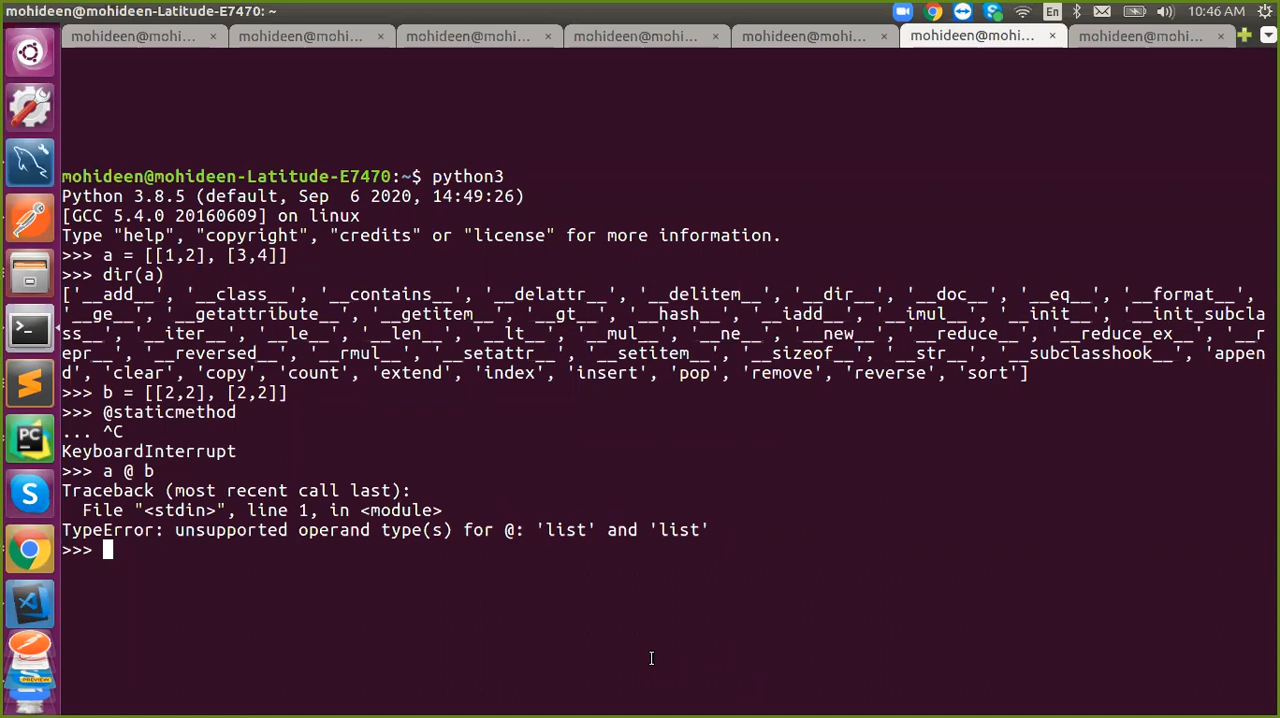 mohideen@mohideen-Latitude-E7470: ~
En
10:46 AM
mohideen@mohi... × mohideen@mohi... × mohideen@mohi... × mohideen@mohi... × mohideen@mohi... × mohideen@mohi... × mohideen@mohi... ×
mohideen@mohideen-Latitude-E7470:~$ python3
Python 3.8.5 (default, Sep  6 2020, 14:49:26)
[GCC 5.4.0 20160609] on linux
Type "help", "copyright", "credits" or "license" for more information.
>>> a = [[1,2], [3,4]]
>>> dir(a)
['__add__', '__class__', '__contains__', '__delattr__', '__delitem__', '__dir__', '__doc__', '__eq__', '__format__',
'__ge__', '__getattribute__', '__getitem__', '__gt__', '__hash__', '__iadd__', '__imul__', '__init__', '__init_subcla
ss__', '__iter__', '__le__', '__len__', '__lt__', '__mul__', '__ne__', '__new__', '__reduce__', '__reduce_ex__', '__r
epr__', '__reversed__', '__rmul__', '__setattr__', '__setitem__', '__sizeof__', '__str__', '__subclasshook__', 'appen
d', 'clear', 'copy', 'count', 'extend', 'index', 'insert', 'pop', 'remove', 'reverse', 'sort']
>>> b = [[2,2], [2,2]]
>>> @staticmethod
... ^C
KeyboardInterrupt
>>> a @ b
Traceback (most recent call last):
  File "<stdin>", line 1, in <module>
TypeError: unsupported operand type(s) for @: 'list' and 'list'
>>>
PC
S
PREVIEW